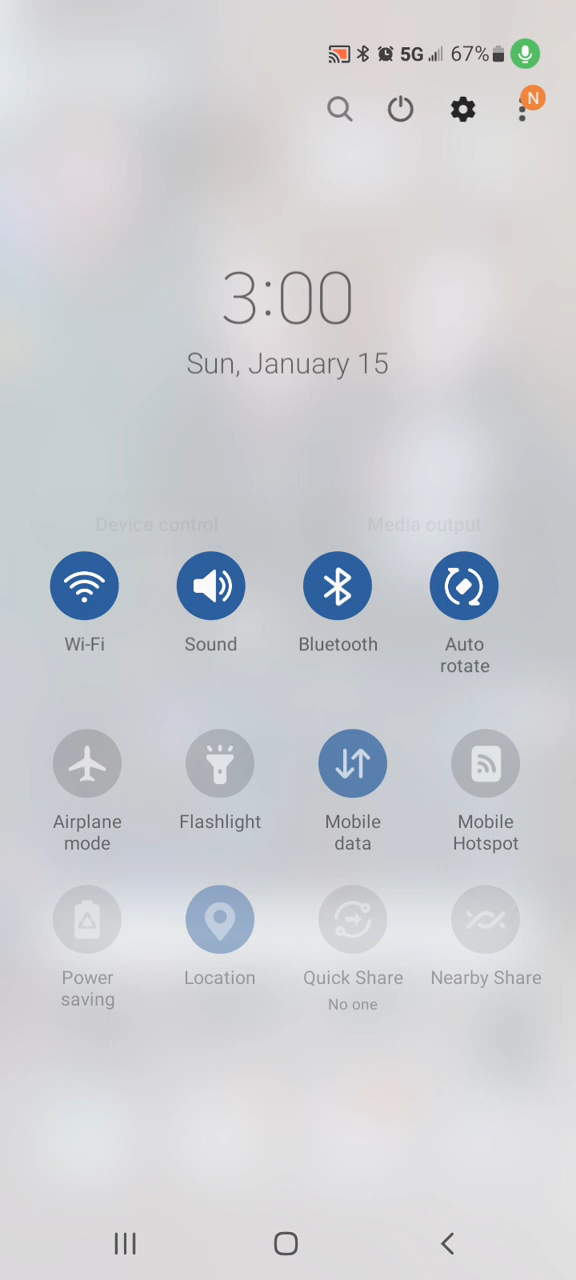 5G 67%
N
3:00
Sun, January 15
Device control Media output
Wi-Fi Sound Bluetooth Auto rotate
Airplane mode Flashlight Mobile data Mobile Hotspot
Power saving Location Quick Share Nearby Share
No one